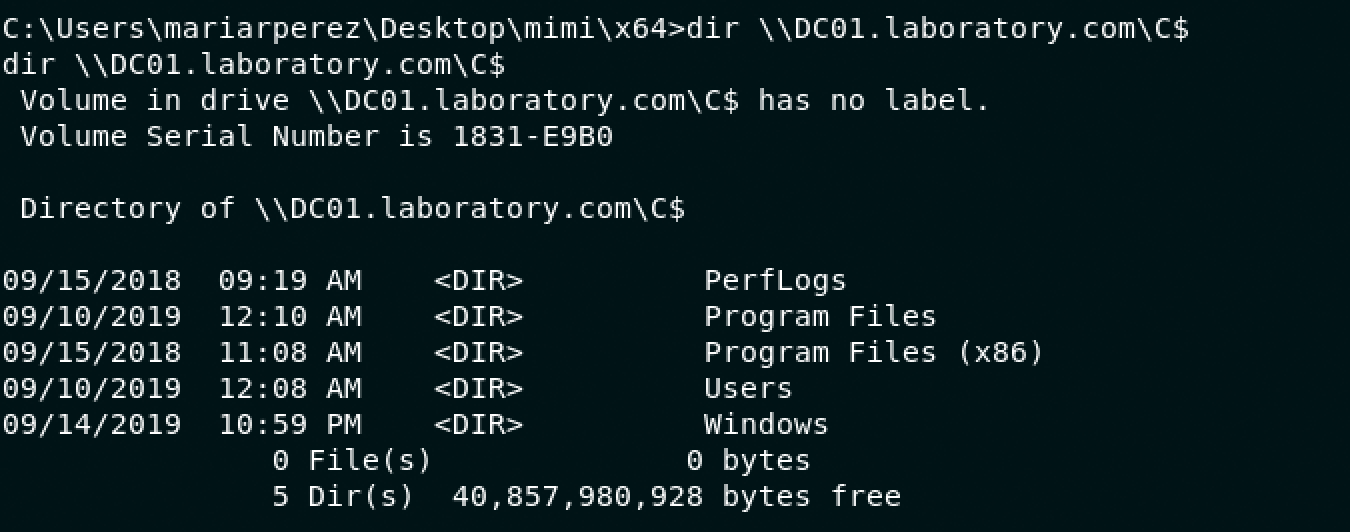 C:\Users\mariarperez\Desktop\mimi\x64>dir \\DC01.laboratory.com\C$
dir \\DC01.laboratory.com\C$
 Volume in drive \\DC01.laboratory.com\C$ has no label.
 Volume Serial Number is 1831-E9B0

 Directory of \\DC01.laboratory.com\C$

09/15/2018  09:19 AM    <DIR>          PerfLogs
09/10/2019  12:10 AM    <DIR>          Program Files
09/15/2018  11:08 AM    <DIR>          Program Files (x86)
09/10/2019  12:08 AM    <DIR>          Users
09/14/2019  10:59 PM    <DIR>          Windows
               0 File(s)              0 bytes
               5 Dir(s)  40,857,980,928 bytes free